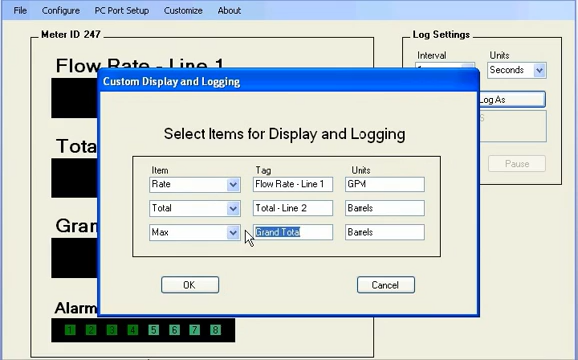 File Configure PC Port Setup Customize About
Meter ID 247
Log Settings
Interval Units
Seconds
Flow Rate - Line 1
Log As
Pause
Custom Display and Logging
Select Items for Display and Logging
Item Tag Units
Rate Flow Rate - Line 1 GPM
Total Total - Line 2 Barrels
Max Grand Total Barrels
OK Cancel
Tota
Gran
Alarm
1 2 3 4 5 6 7 8